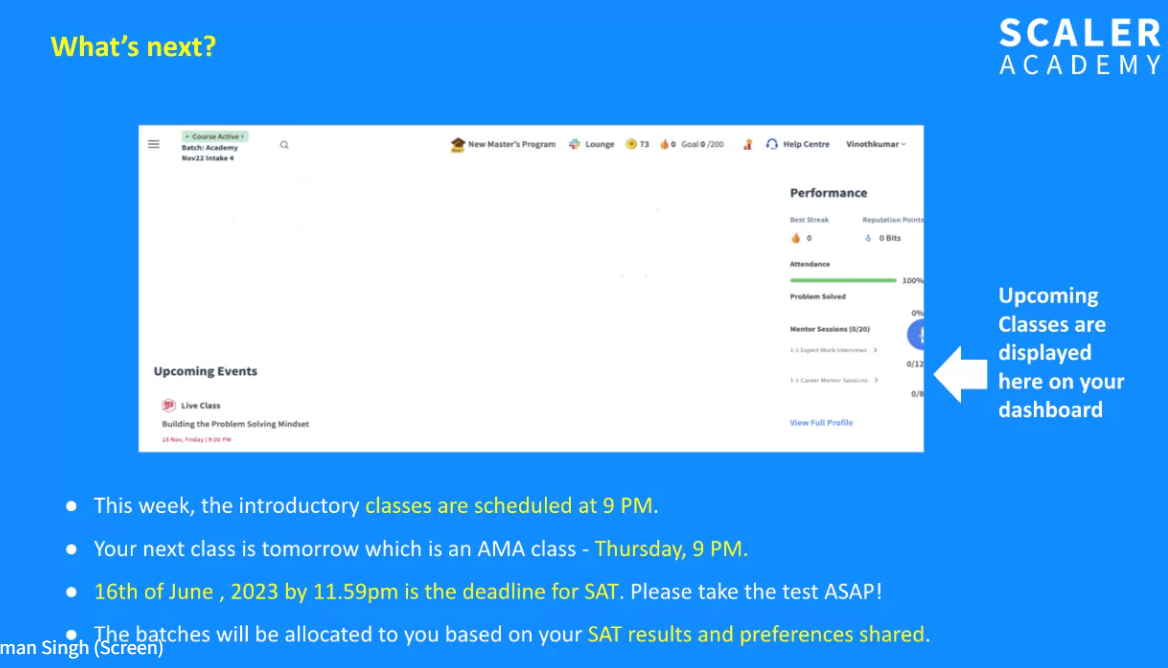 What's next?
SCALER
ACADEMY
Course Active
Batch: Academy
Nov22 Intake 4
New Master's Program
Lounge
73
0
Goal 0 /200
Help Centre
Vinothkumar
Performance
Best Streak
Reputation Points
0
0 Bits
Attendance
100%
Problem Solved
0%
Mentor Sessions (0/20)
1-1 Expert Mock Interviews
0/12
1-1 Career Mentor Sessions
0/8
View Full Profile
Upcoming Events
Live Class
Building the Problem Solving Mindset
18 Nov, Friday | 9:00 PM
Upcoming
Classes are
displayed
here on your
dashboard
● This week, the introductory classes are scheduled at 9 PM.
● Your next class is tomorrow which is an AMA class - Thursday, 9 PM.
● 16th of June , 2023 by 11.59pm is the deadline for SAT. Please take the test ASAP!
● The batches will be allocated to you based on your SAT results and preferences shared.
man Singh (Screen)